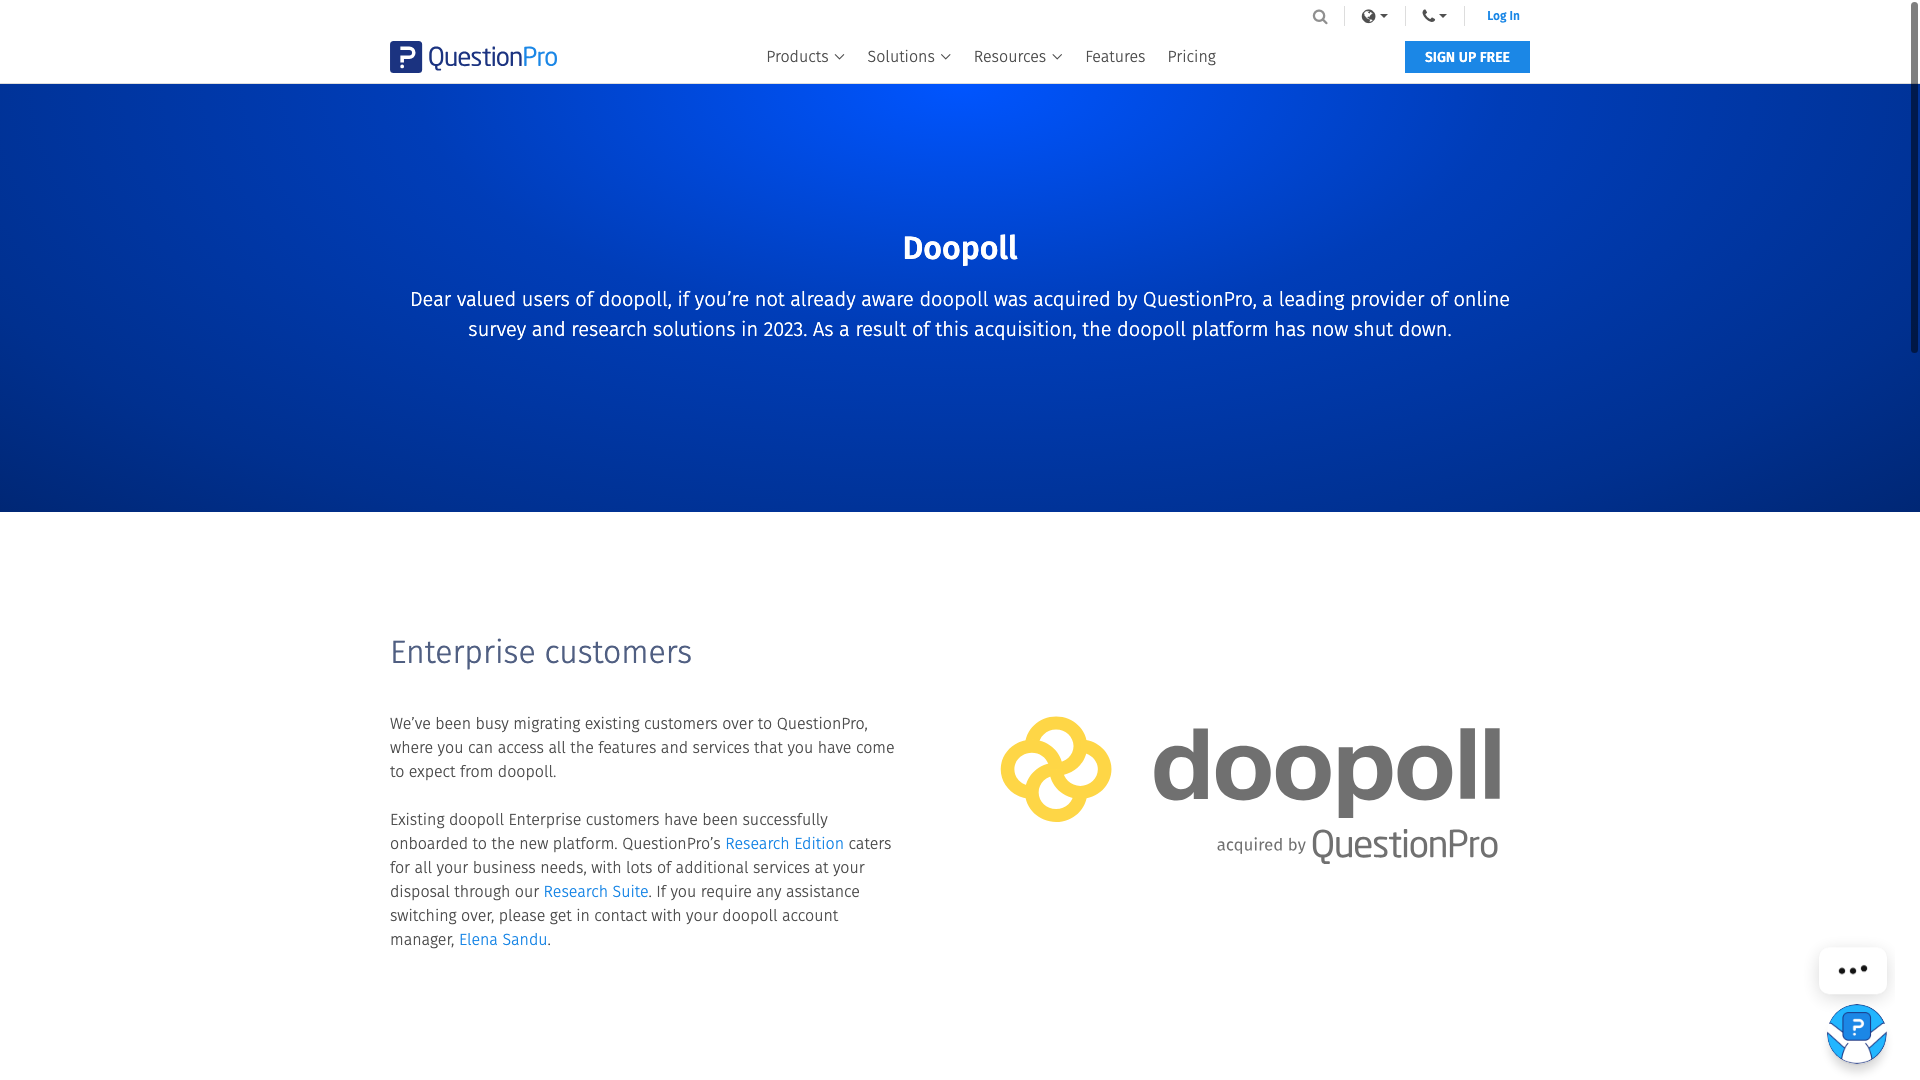 Log In
QuestionPro
Products
Solutions
Resources
Features
Pricing
SIGN UP FREE
Doopoll
Dear valued users of doopoll, if you’re not already aware doopoll was acquired by QuestionPro, a leading provider of online
survey and research solutions in 2023. As a result of this acquisition, the doopoll platform has now shut down.
Enterprise customers
We’ve been busy migrating existing customers over to QuestionPro,
where you can access all the features and services that you have come
to expect from doopoll.
Existing doopoll Enterprise customers have been successfully
onboarded to the new platform. QuestionPro’s Research Edition caters
for all your business needs, with lots of additional services at your
disposal through our Research Suite. If you require any assistance
switching over, please get in contact with your doopoll account
manager, Elena Sandu.
doopoll
acquired by QuestionPro